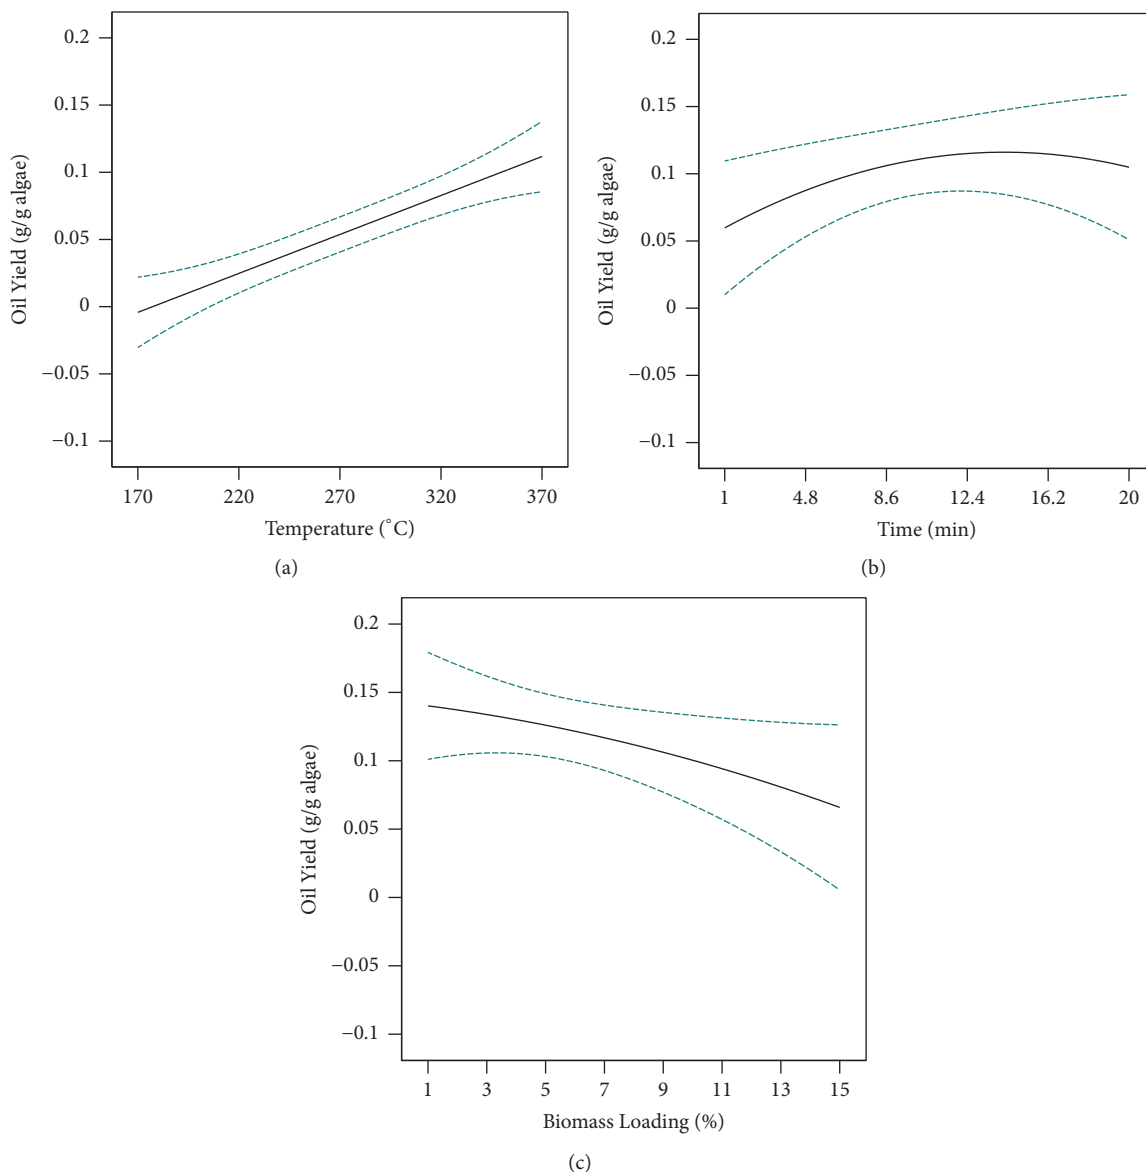 0.2
0.15
0.1
0.05
0
−0.05
−0.1
Oil Yield (g/g algae)
170 220 270 320 370
Temperature (˚C)
(a)
0.2
0.15
0.1
0.05
0
−0.05
−0.1
Oil Yield (g/g algae)
1 4.8 8.6 12.4 16.2 20
Time (min)
(b)
0.2
0.15
0.1
0.05
0
−0.05
−0.1
Oil Yield (g/g algae)
1 3 5 7 9 11 13 15
Biomass Loading (%)
(c)